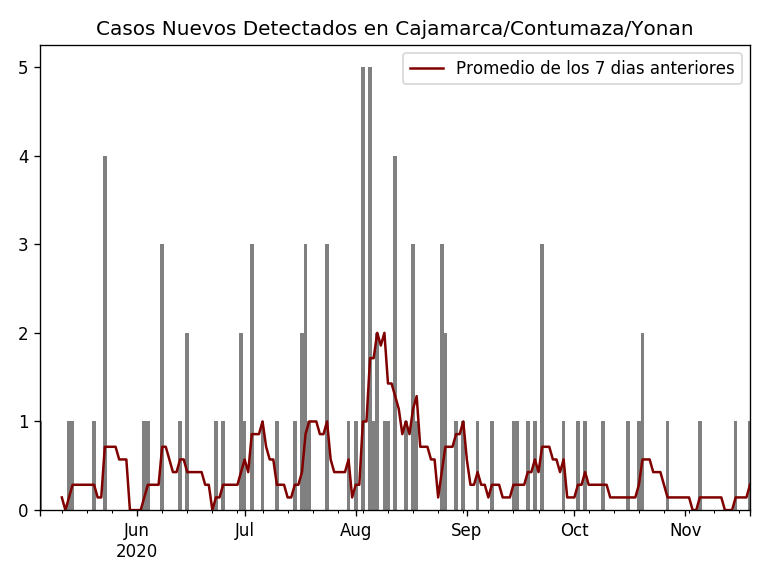 Casos Nuevos Detectados en Cajamarca/Contumaza/Yonan
Promedio de los 7 dias anteriores
5
4
3
2
1
0
Jun Jul Aug Sep Oct Nov
2020